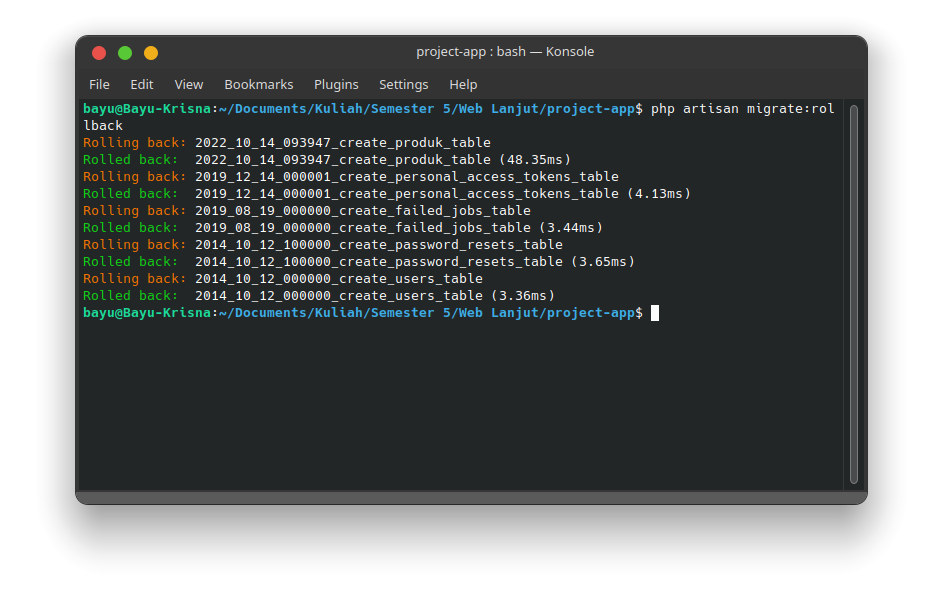 project-app : bash — Konsole
File Edit View Bookmarks Plugins Settings Help
bayu@Bayu-Krisna:~/Documents/Kuliah/Semester 5/Web Lanjut/project-app$ php artisan migrate:rol
lback
Rolling back: 2022_10_14_093947_create_produk_table
Rolled back:  2022_10_14_093947_create_produk_table (48.35ms)
Rolling back: 2019_12_14_000001_create_personal_access_tokens_table
Rolled back:  2019_12_14_000001_create_personal_access_tokens_table (4.13ms)
Rolling back: 2019_08_19_000000_create_failed_jobs_table
Rolled back:  2019_08_19_000000_create_failed_jobs_table (3.44ms)
Rolling back: 2014_10_12_100000_create_password_resets_table
Rolled back:  2014_10_12_100000_create_password_resets_table (3.65ms)
Rolling back: 2014_10_12_000000_create_users_table
Rolled back:  2014_10_12_000000_create_users_table (3.36ms)
bayu@Bayu-Krisna:~/Documents/Kuliah/Semester 5/Web Lanjut/project-app$